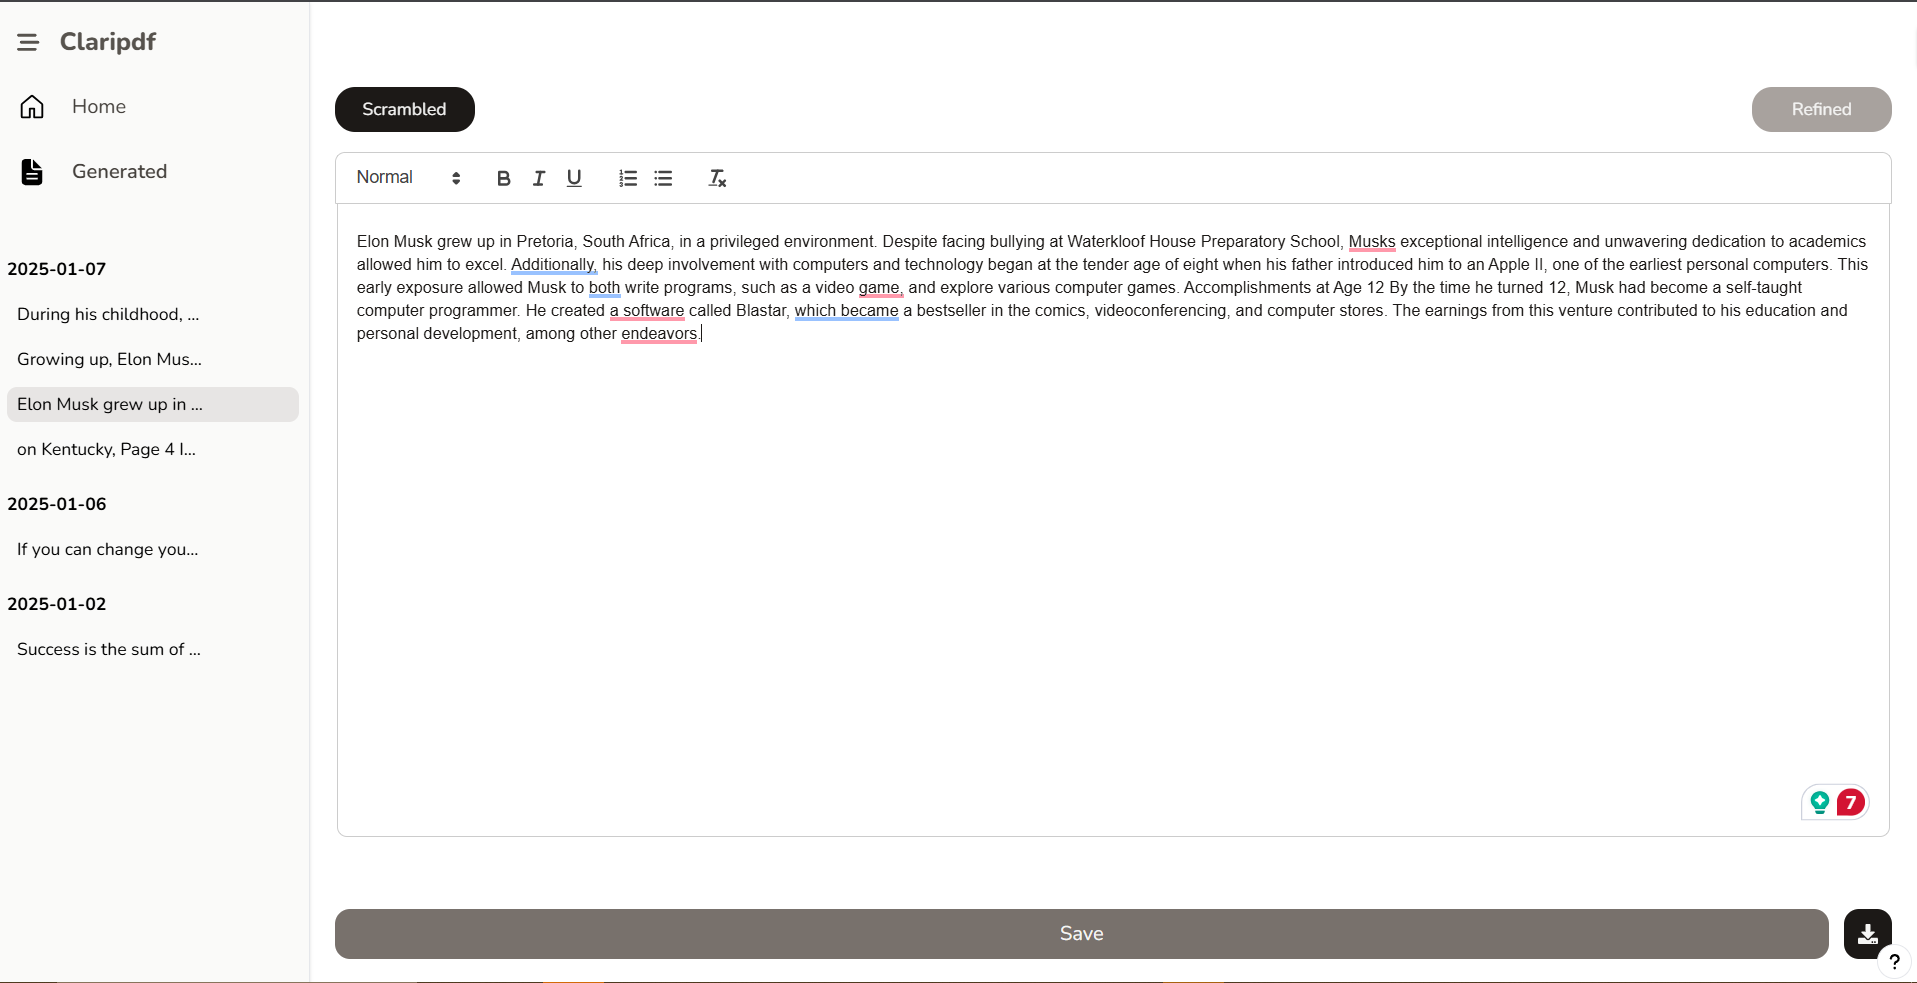 Claripdf
Home
Generated
2025-01-07
During his childhood, ...
Growing up, Elon Mus...
Elon Musk grew up in ...
on Kentucky, Page 4 I...
2025-01-06
If you can change you...
2025-01-02
Success is the sum of ...
Scrambled
Refined
Normal
Elon Musk grew up in Pretoria, South Africa, in a privileged environment. Despite facing bullying at Waterkloof House Preparatory School, Musks exceptional intelligence and unwavering dedication to academics
allowed him to excel. Additionally, his deep involvement with computers and technology began at the tender age of eight when his father introduced him to an Apple II, one of the earliest personal computers. This
early exposure allowed Musk to both write programs, such as a video game, and explore various computer games. Accomplishments at Age 12 By the time he turned 12, Musk had become a self-taught
computer programmer. He created a software called Blastar, which became a bestseller in the comics, videoconferencing, and computer stores. The earnings from this venture contributed to his education and
personal development, among other endeavors.
7
Save
?